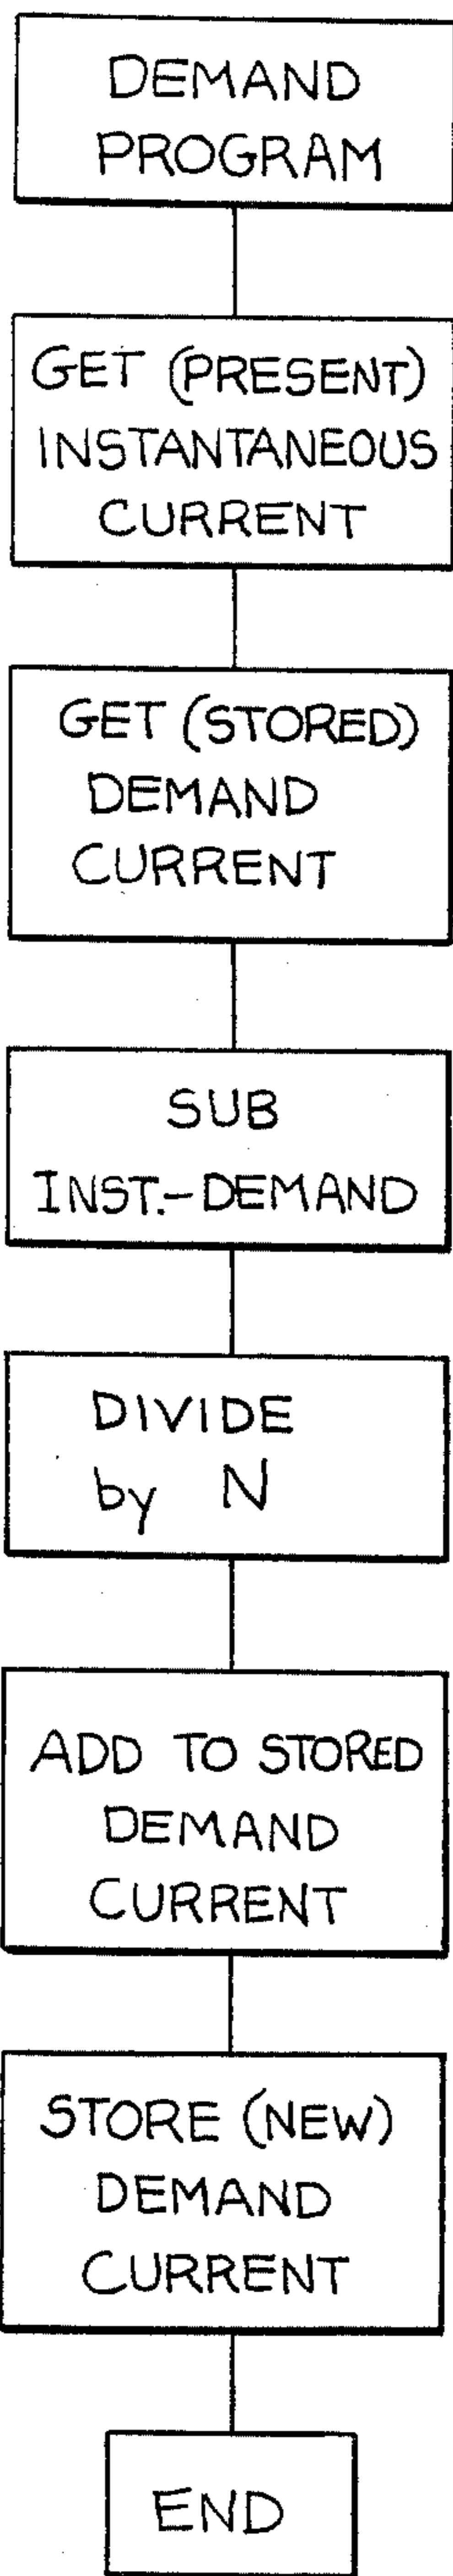 DEMAND
PROGRAM
GET (PRESENT)
INSTANTANEOUS
CURRENT
GET (STORED)
DEMAND
CURRENT
SUB
INST.-DEMAND
DIVIDE
by N
ADD TO STORED
DEMAND
CURRENT
STORE (NEW)
DEMAND
CURRENT
END